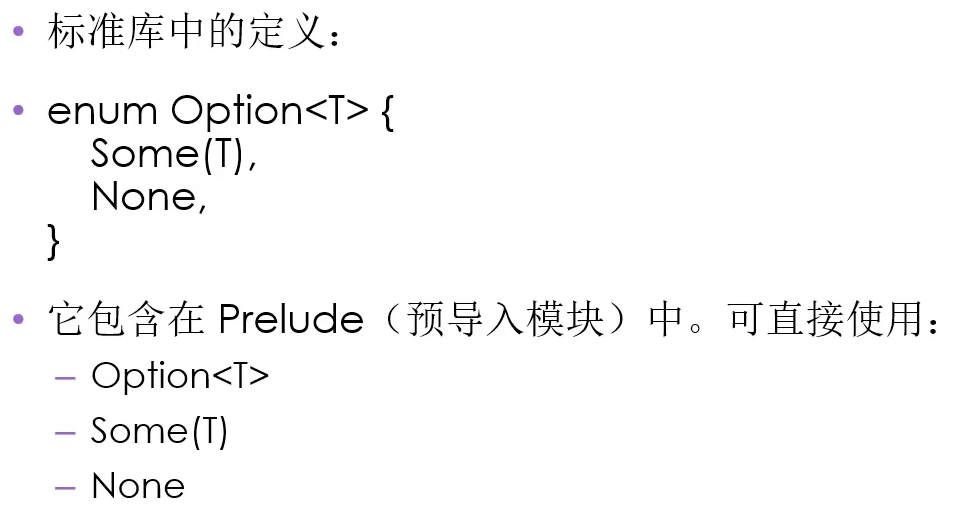 • 标准库中的定义：
• enum Option<T> {
Some(T),
None,
}
• 它包含在 Prelude（预导入模块）中。可直接使用：
– Option<T>
– Some(T)
– None